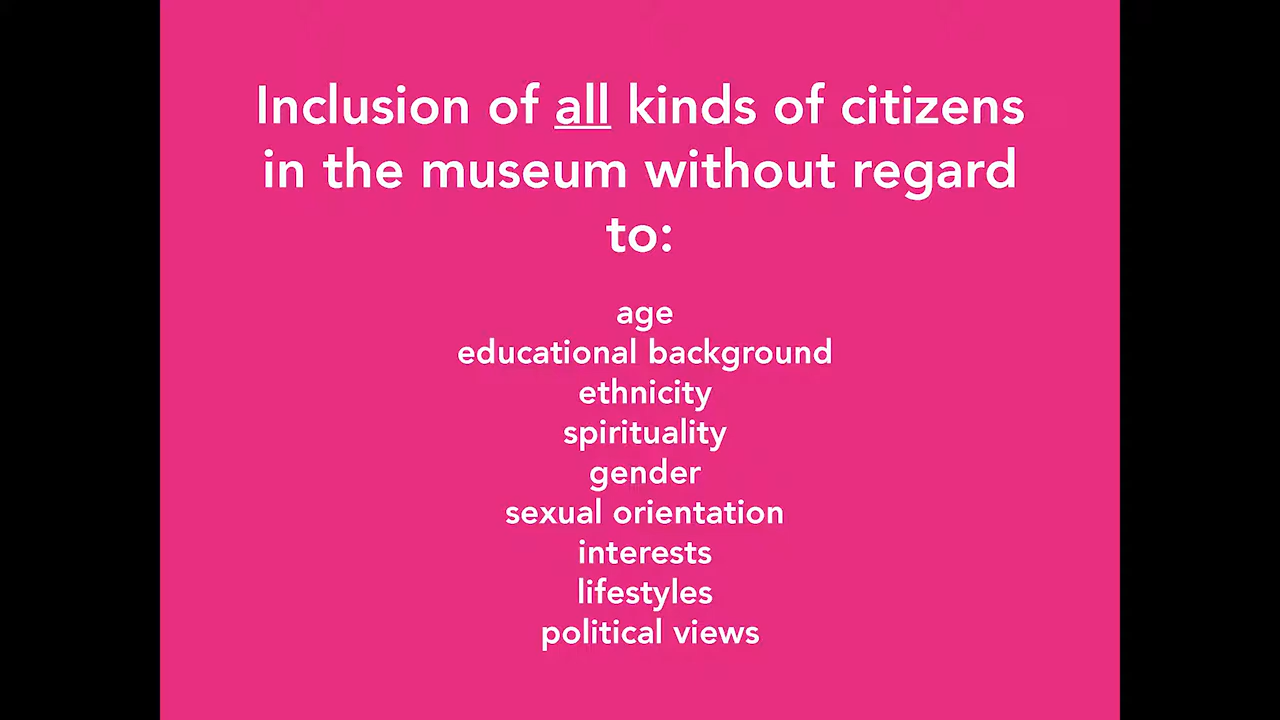 Inclusion of all kinds of citizens
in the museum without regard
to:
age
educational background
ethnicity
spirituality
gender
sexual orientation
interests
lifestyles
political views